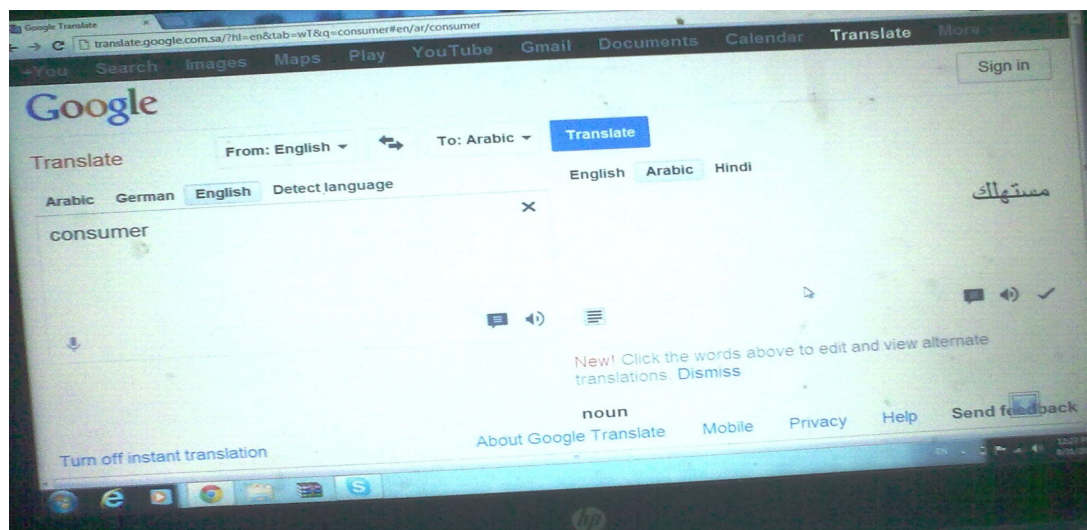 Google Translate
translate.google.com.sa/?hl=en&tab=wT&q=consumer#en/ar/consumer
+You Search Images Maps Play YouTube Gmail Documents Calendar Translate More
Google
Sign in
Translate
From: English
To: Arabic
Translate
Arabic German English Detect language
English Arabic Hindi
consumer
مستهلك
New! Click the words above to edit and view alternate
translations. Dismiss
noun
Turn off instant translation
About Google Translate Mobile Privacy Help Send feedback
EN
hp